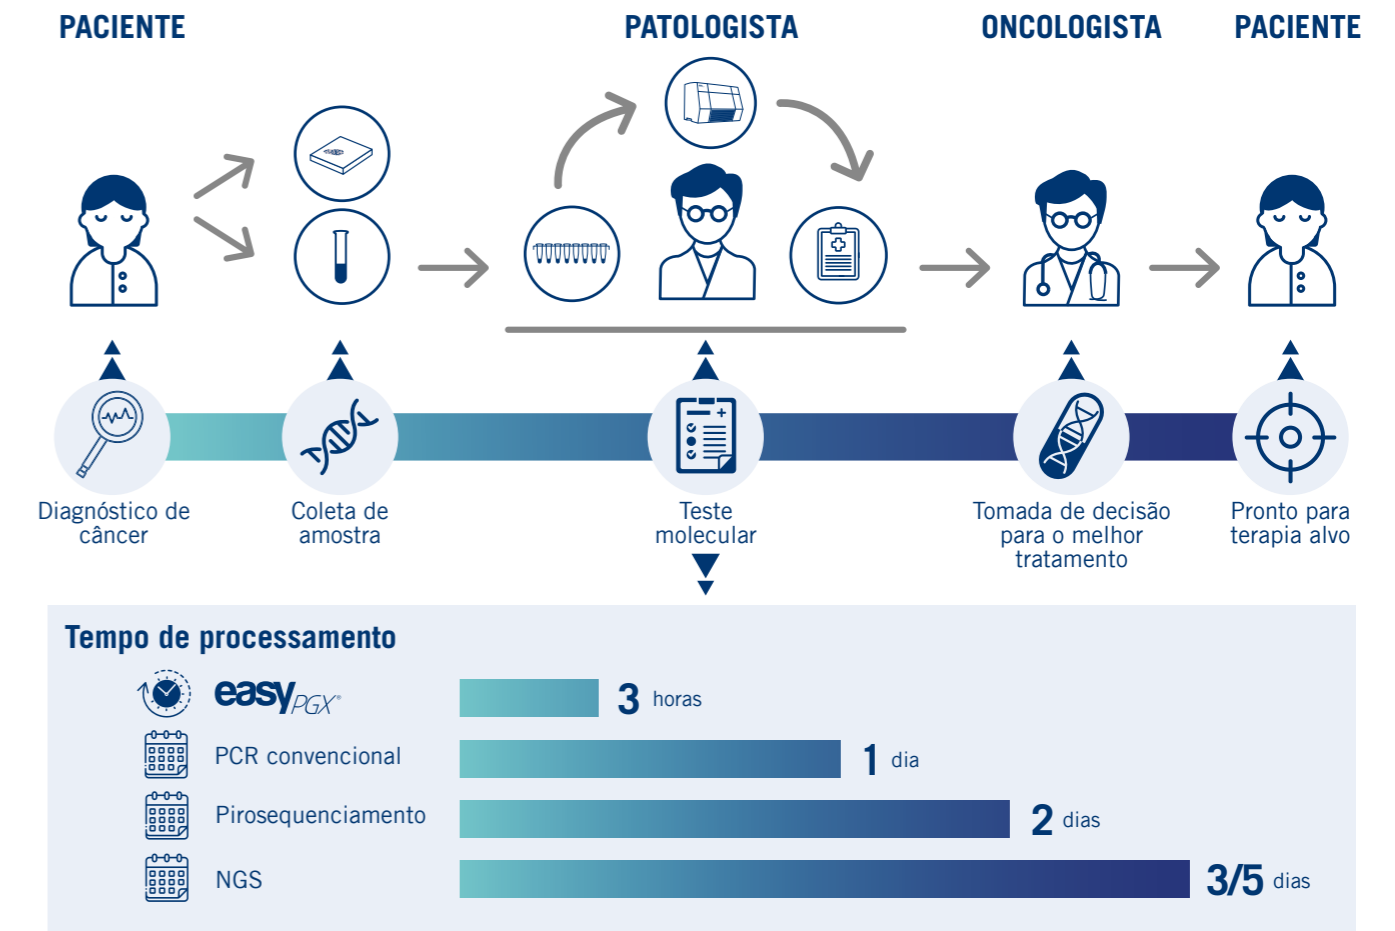 PACIENTE
PATOLOGISTA
ONCOLOGISTA
PACIENTE
Diagnóstico de
câncer
Coleta de
amostra
Teste
molecular
Tomada de decisão
para o melhor
tratamento
Pronto para
terapia alvo
Tempo de processamento
easyPGX® 3 horas
PCR convencional 1 dia
Pirosequenciamento 2 dias
NGS 3/5 dias